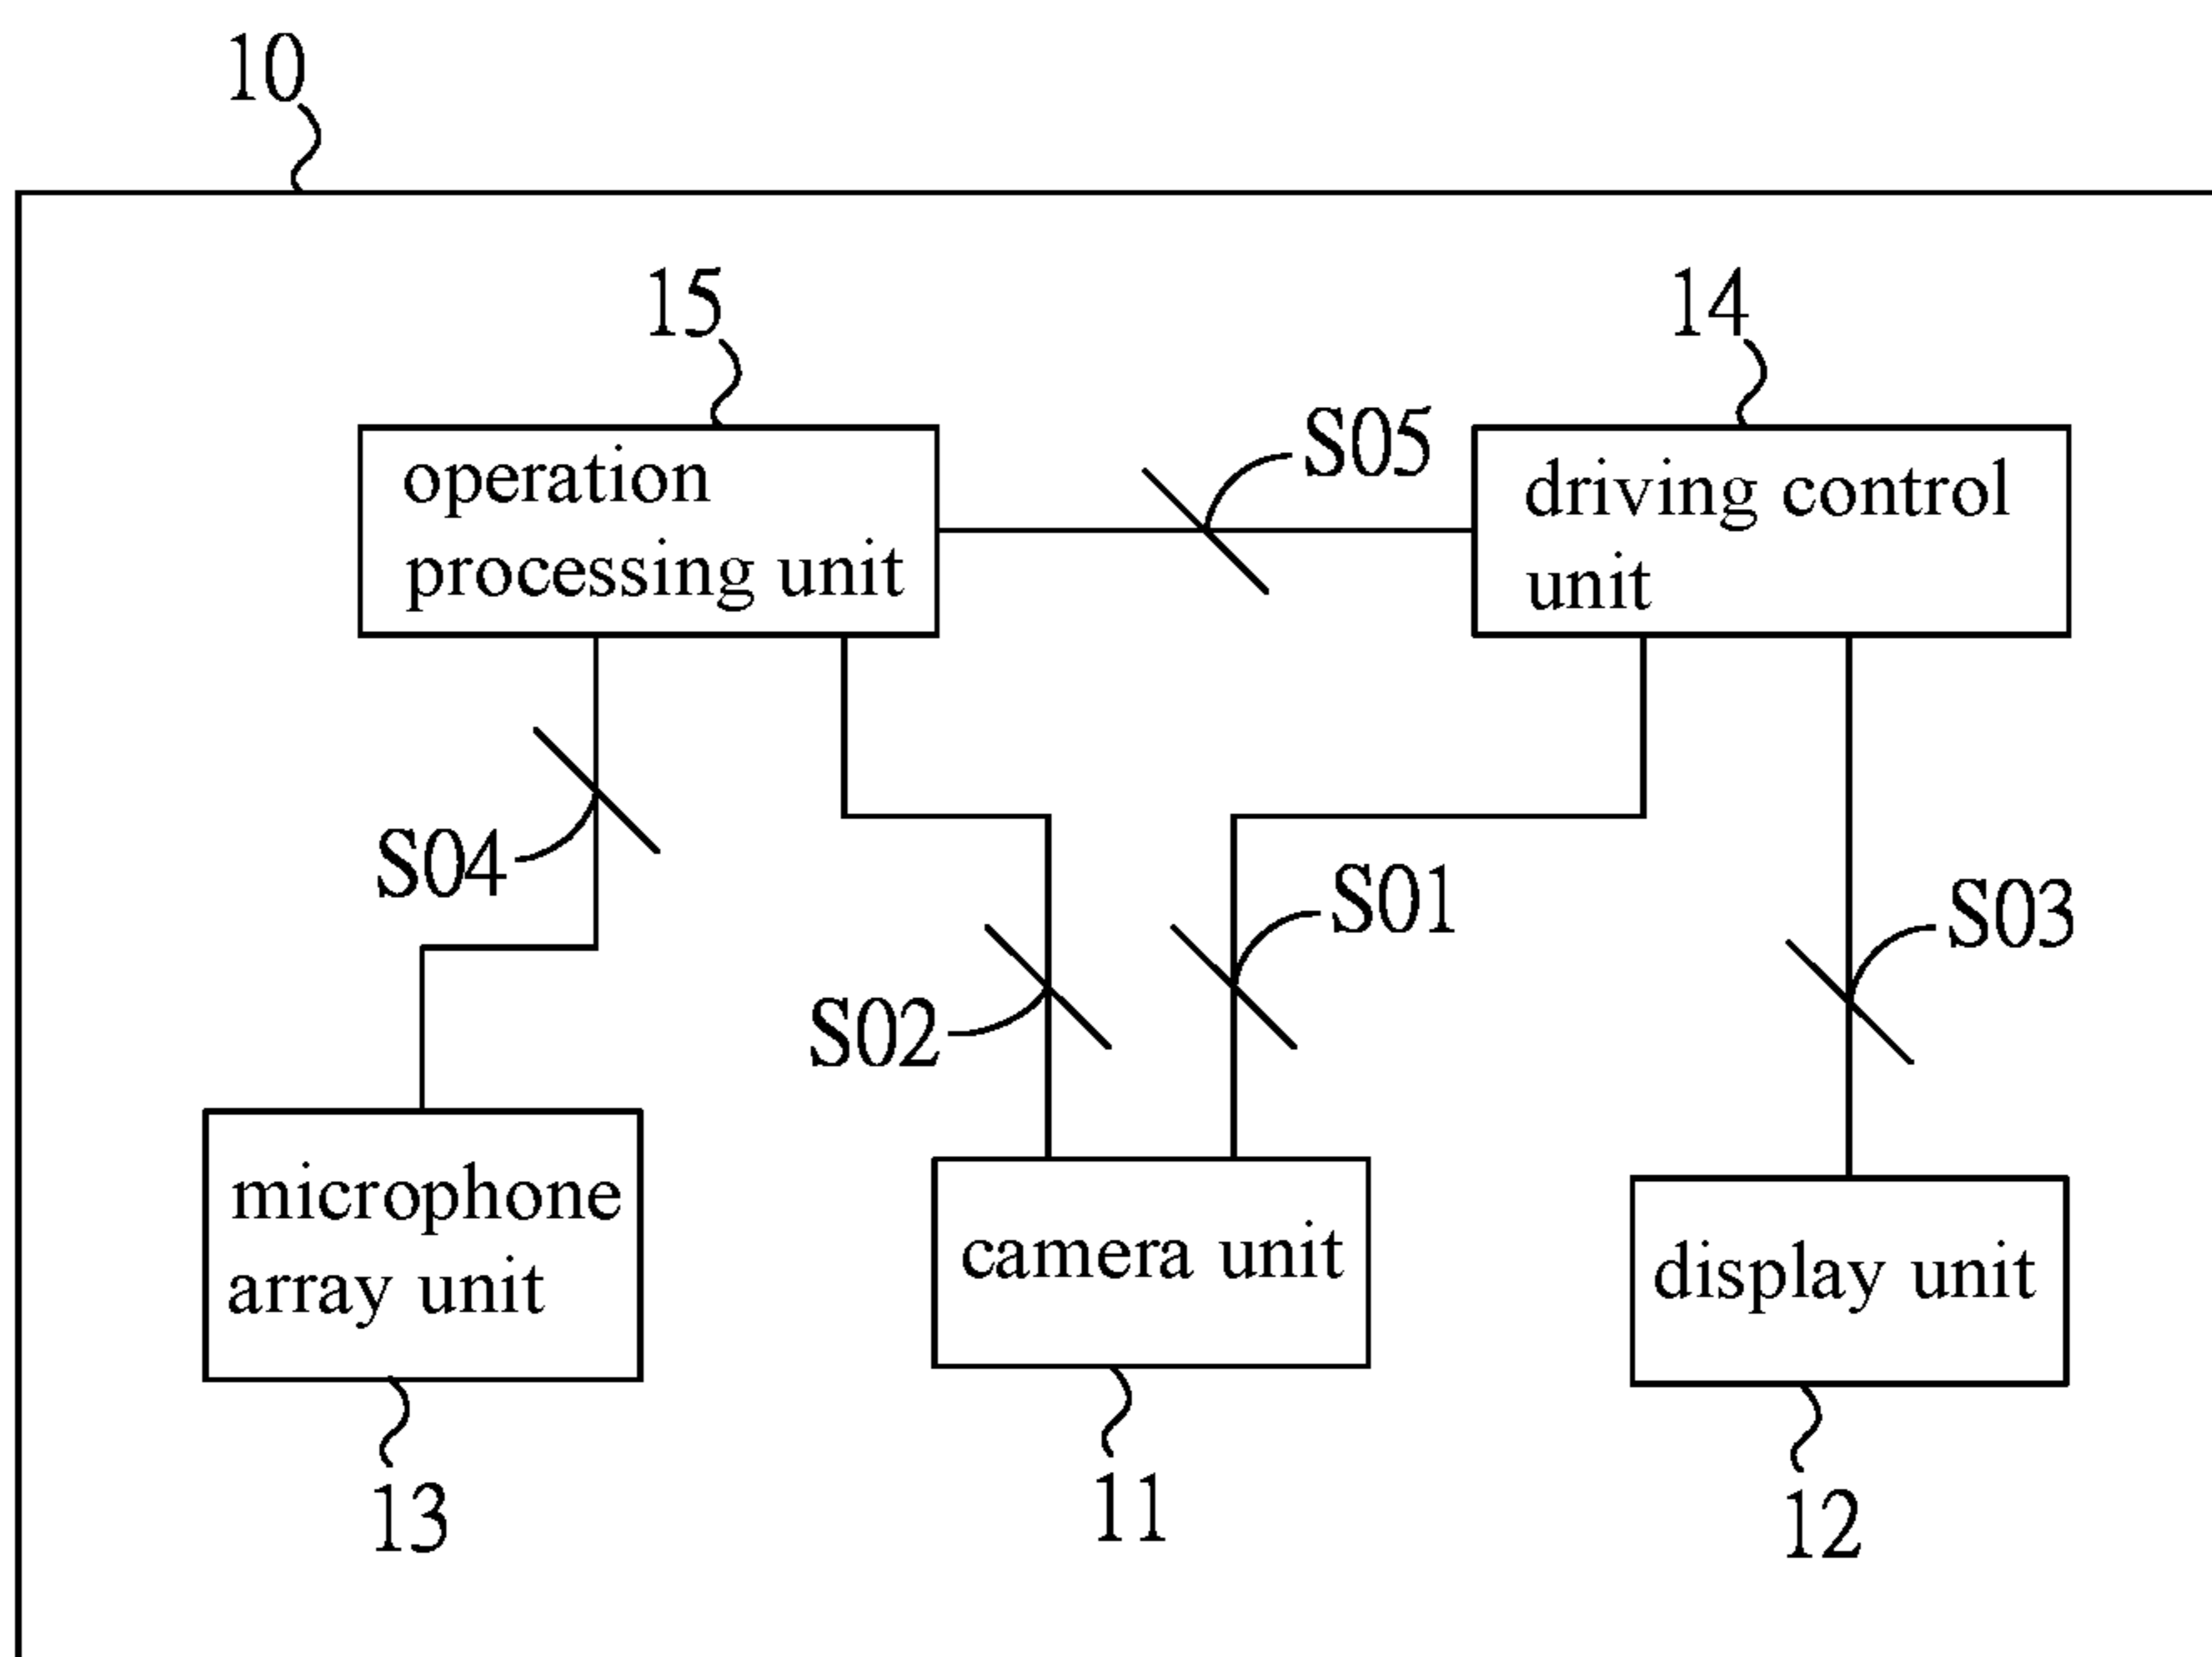 10
15
14
operation
processing unit
S05
driving control
unit
S04
S02
S01
S03
microphone
array unit
camera unit
display unit
13
11
12